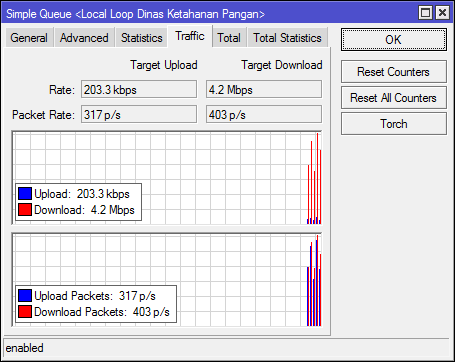 Simple Queue <Local Loop Dinas Ketahanan Pangan>
General Advanced Statistics Traffic Total Total Statistics
OK
Target Upload Target Download
Rate: 203.3 kbps 4.2 Mbps
Reset Counters
Packet Rate: 317 p/s 403 p/s
Reset All Counters
Torch
Upload: 203.3 kbps
Download: 4.2 Mbps
Upload Packets: 317 p/s
Download Packets: 403 p/s
enabled